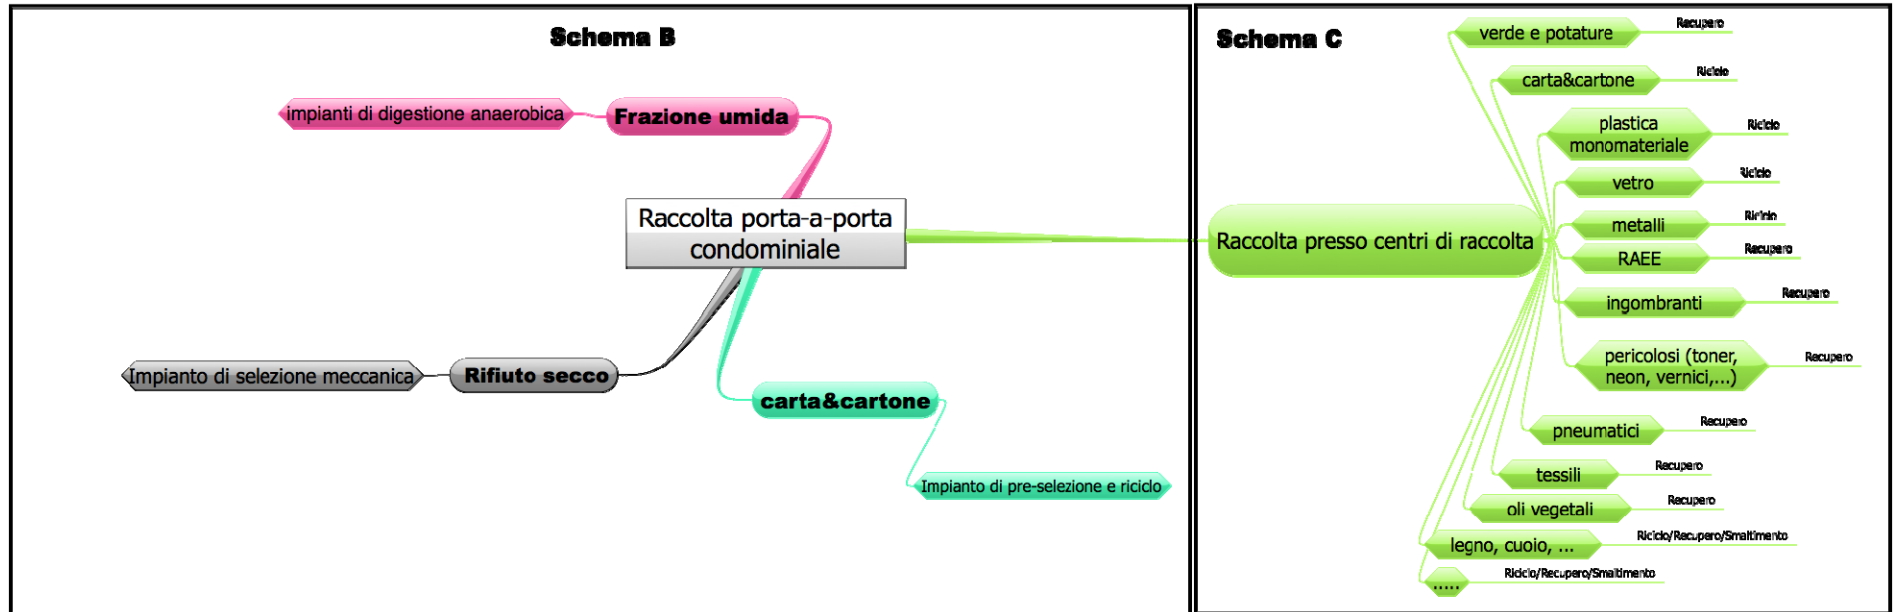 Schema B
impianti di digestione anaerobica
Frazione umida
Raccolta porta-a-porta
condominiale
Impianto di selezione meccanica
Rifiuto secco
carta&cartone
Impianto di pre-selezione e riciclo
Schema C
Raccolta presso centri di raccolta
verde e potature
Recupero
carta&cartone
Riciclo
plastica
monomateriale
Riciclo
vetro
Riciclo
metalli
Riciclo
RAEE
Recupero
ingombranti
Recupero
pericolosi (toner,
neon, vernici,...)
Recupero
pneumatici
Recupero
tessili
Recupero
oli vegetali
Recupero
legno, cuoio, ...
Riciclo/Recupero/Smaltimento
.....
Riciclo/Recupero/Smaltimento